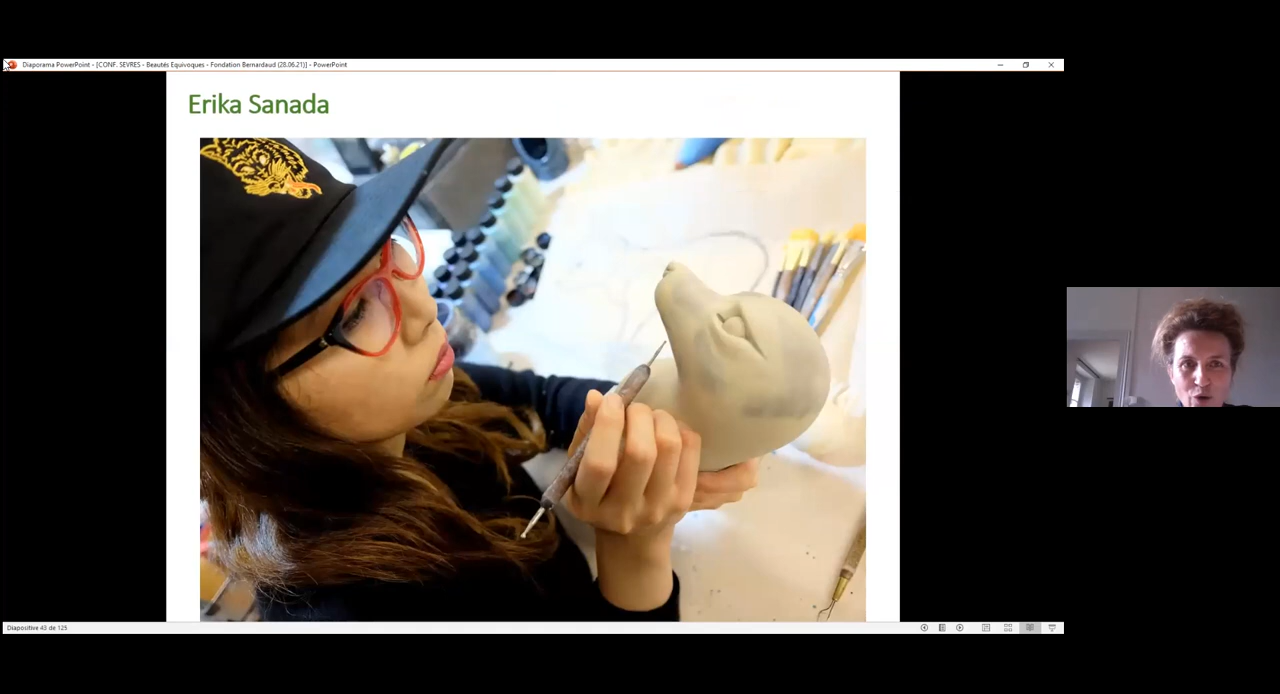 Diaporama PowerPoint - [CONF. SEVRES - Beautés Equivoques - Fondation Bernardaud (28.06.21)] - PowerPoint
Erika Sanada
Diapositive 43 de 125